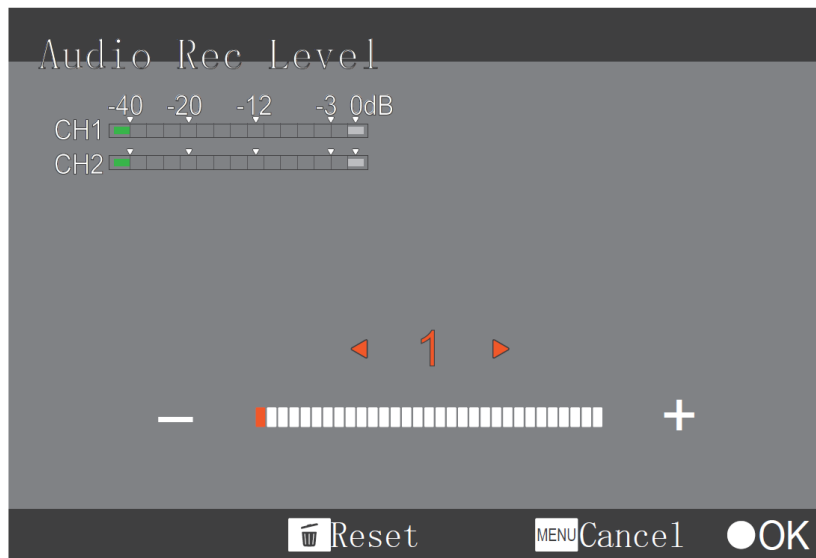 Audio Rec Level
-40 -20 -12 -3 0dB
CH1
CH2
1
− +
Reset MENU Cancel OK